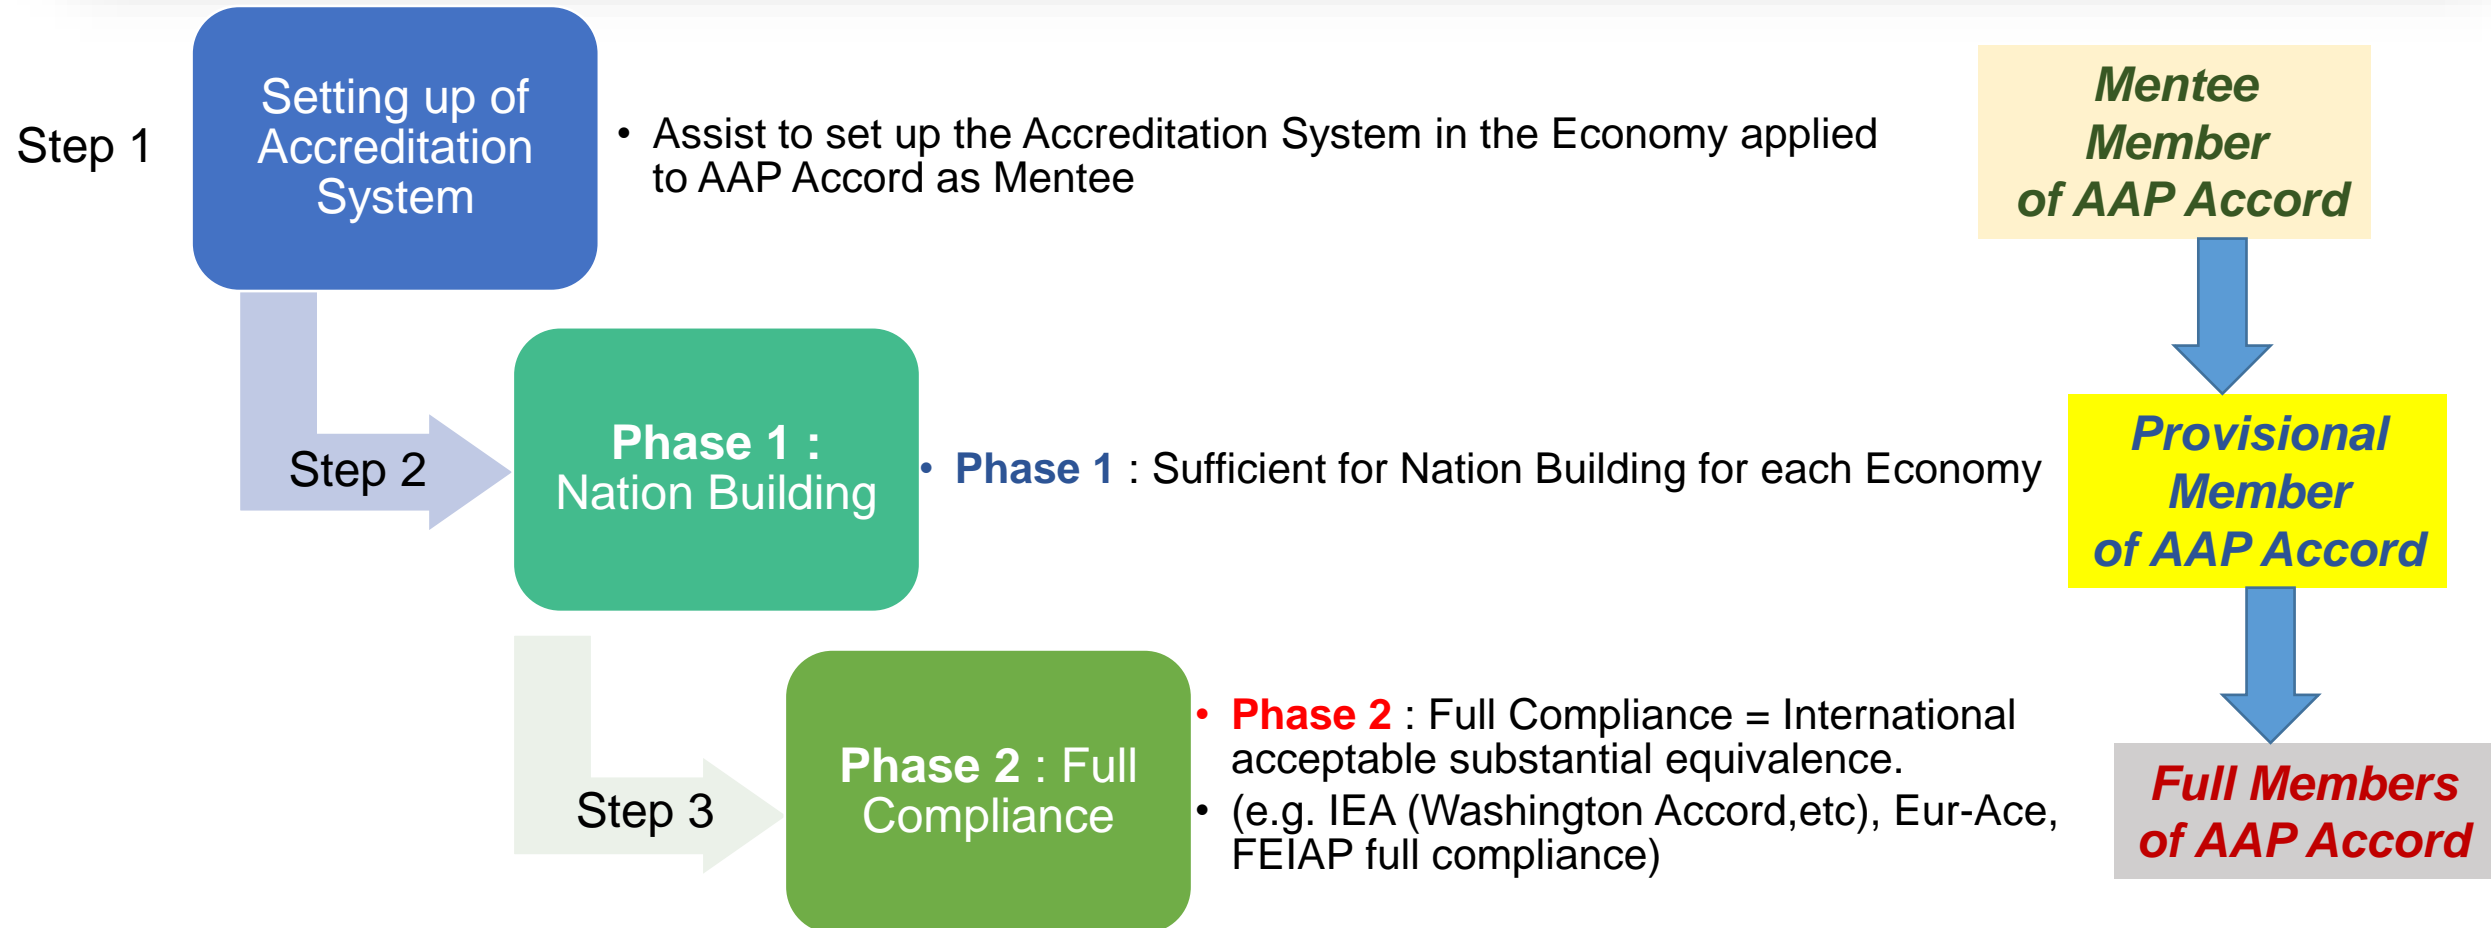 Step 1
Setting up of
Accreditation
System
• Assist to set up the Accreditation System in the Economy applied
to AAP Accord as Mentee
Mentee
Member
of AAP Accord
Step 2
Phase 1 :
Nation Building
• Phase 1 : Sufficient for Nation Building for each Economy
Provisional
Member
of AAP Accord
Step 3
Phase 2 : Full
Compliance
• Phase 2 : Full Compliance = International
acceptable substantial equivalence.
• (e.g. IEA (Washington Accord,etc), Eur-Ace,
FEIAP full compliance)
Full Members
of AAP Accord